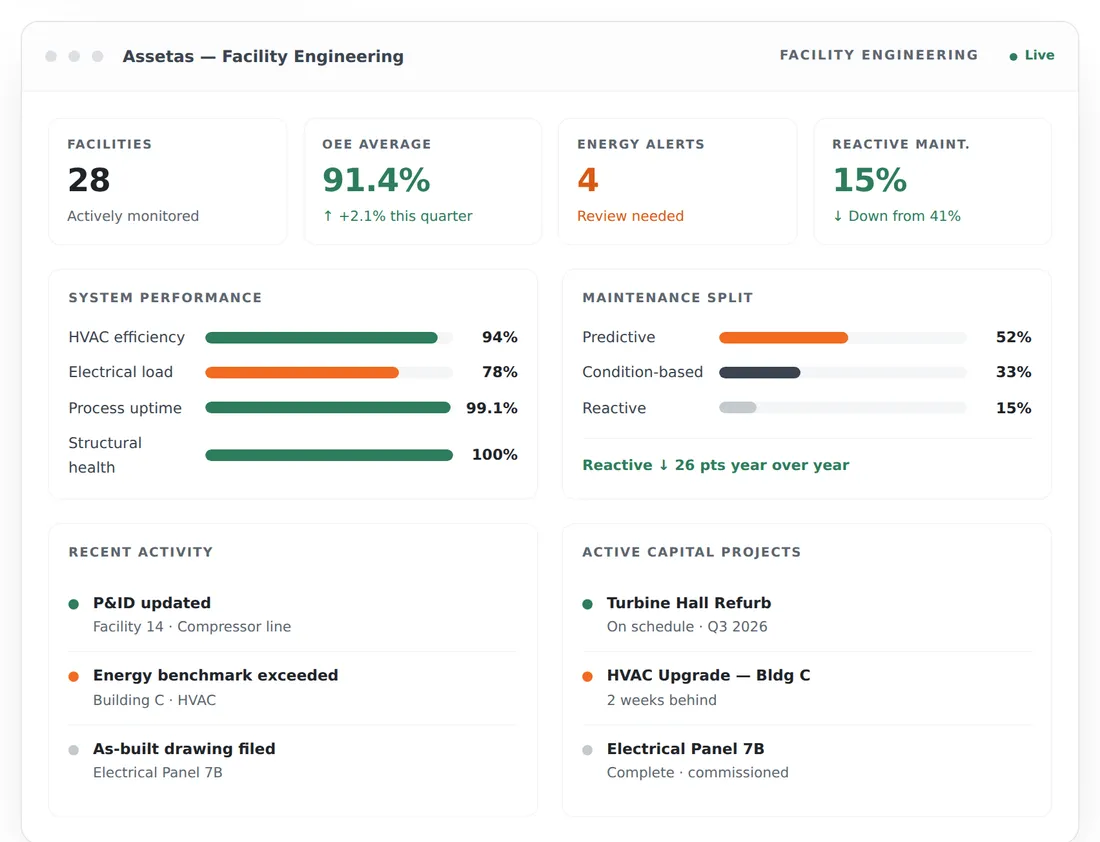 Assetas — Facility Engineering
FACILITY ENGINEERING
Live
FACILITIES
28
Actively monitored
OEE AVERAGE
91.4%
↑ +2.1% this quarter
ENERGY ALERTS
4
Review needed
REACTIVE MAINT.
15%
↓ Down from 41%
SYSTEM PERFORMANCE
HVAC efficiency 94%
Electrical load 78%
Process uptime 99.1%
Structural
health 100%
MAINTENANCE SPLIT
Predictive 52%
Condition-based 33%
Reactive 15%
Reactive ↓ 26 pts year over year
RECENT ACTIVITY
P&ID updated
Facility 14 · Compressor line
Energy benchmark exceeded
Building C · HVAC
As-built drawing filed
Electrical Panel 7B
ACTIVE CAPITAL PROJECTS
Turbine Hall Refurb
On schedule · Q3 2026
HVAC Upgrade — Bldg C
2 weeks behind
Electrical Panel 7B
Complete · commissioned